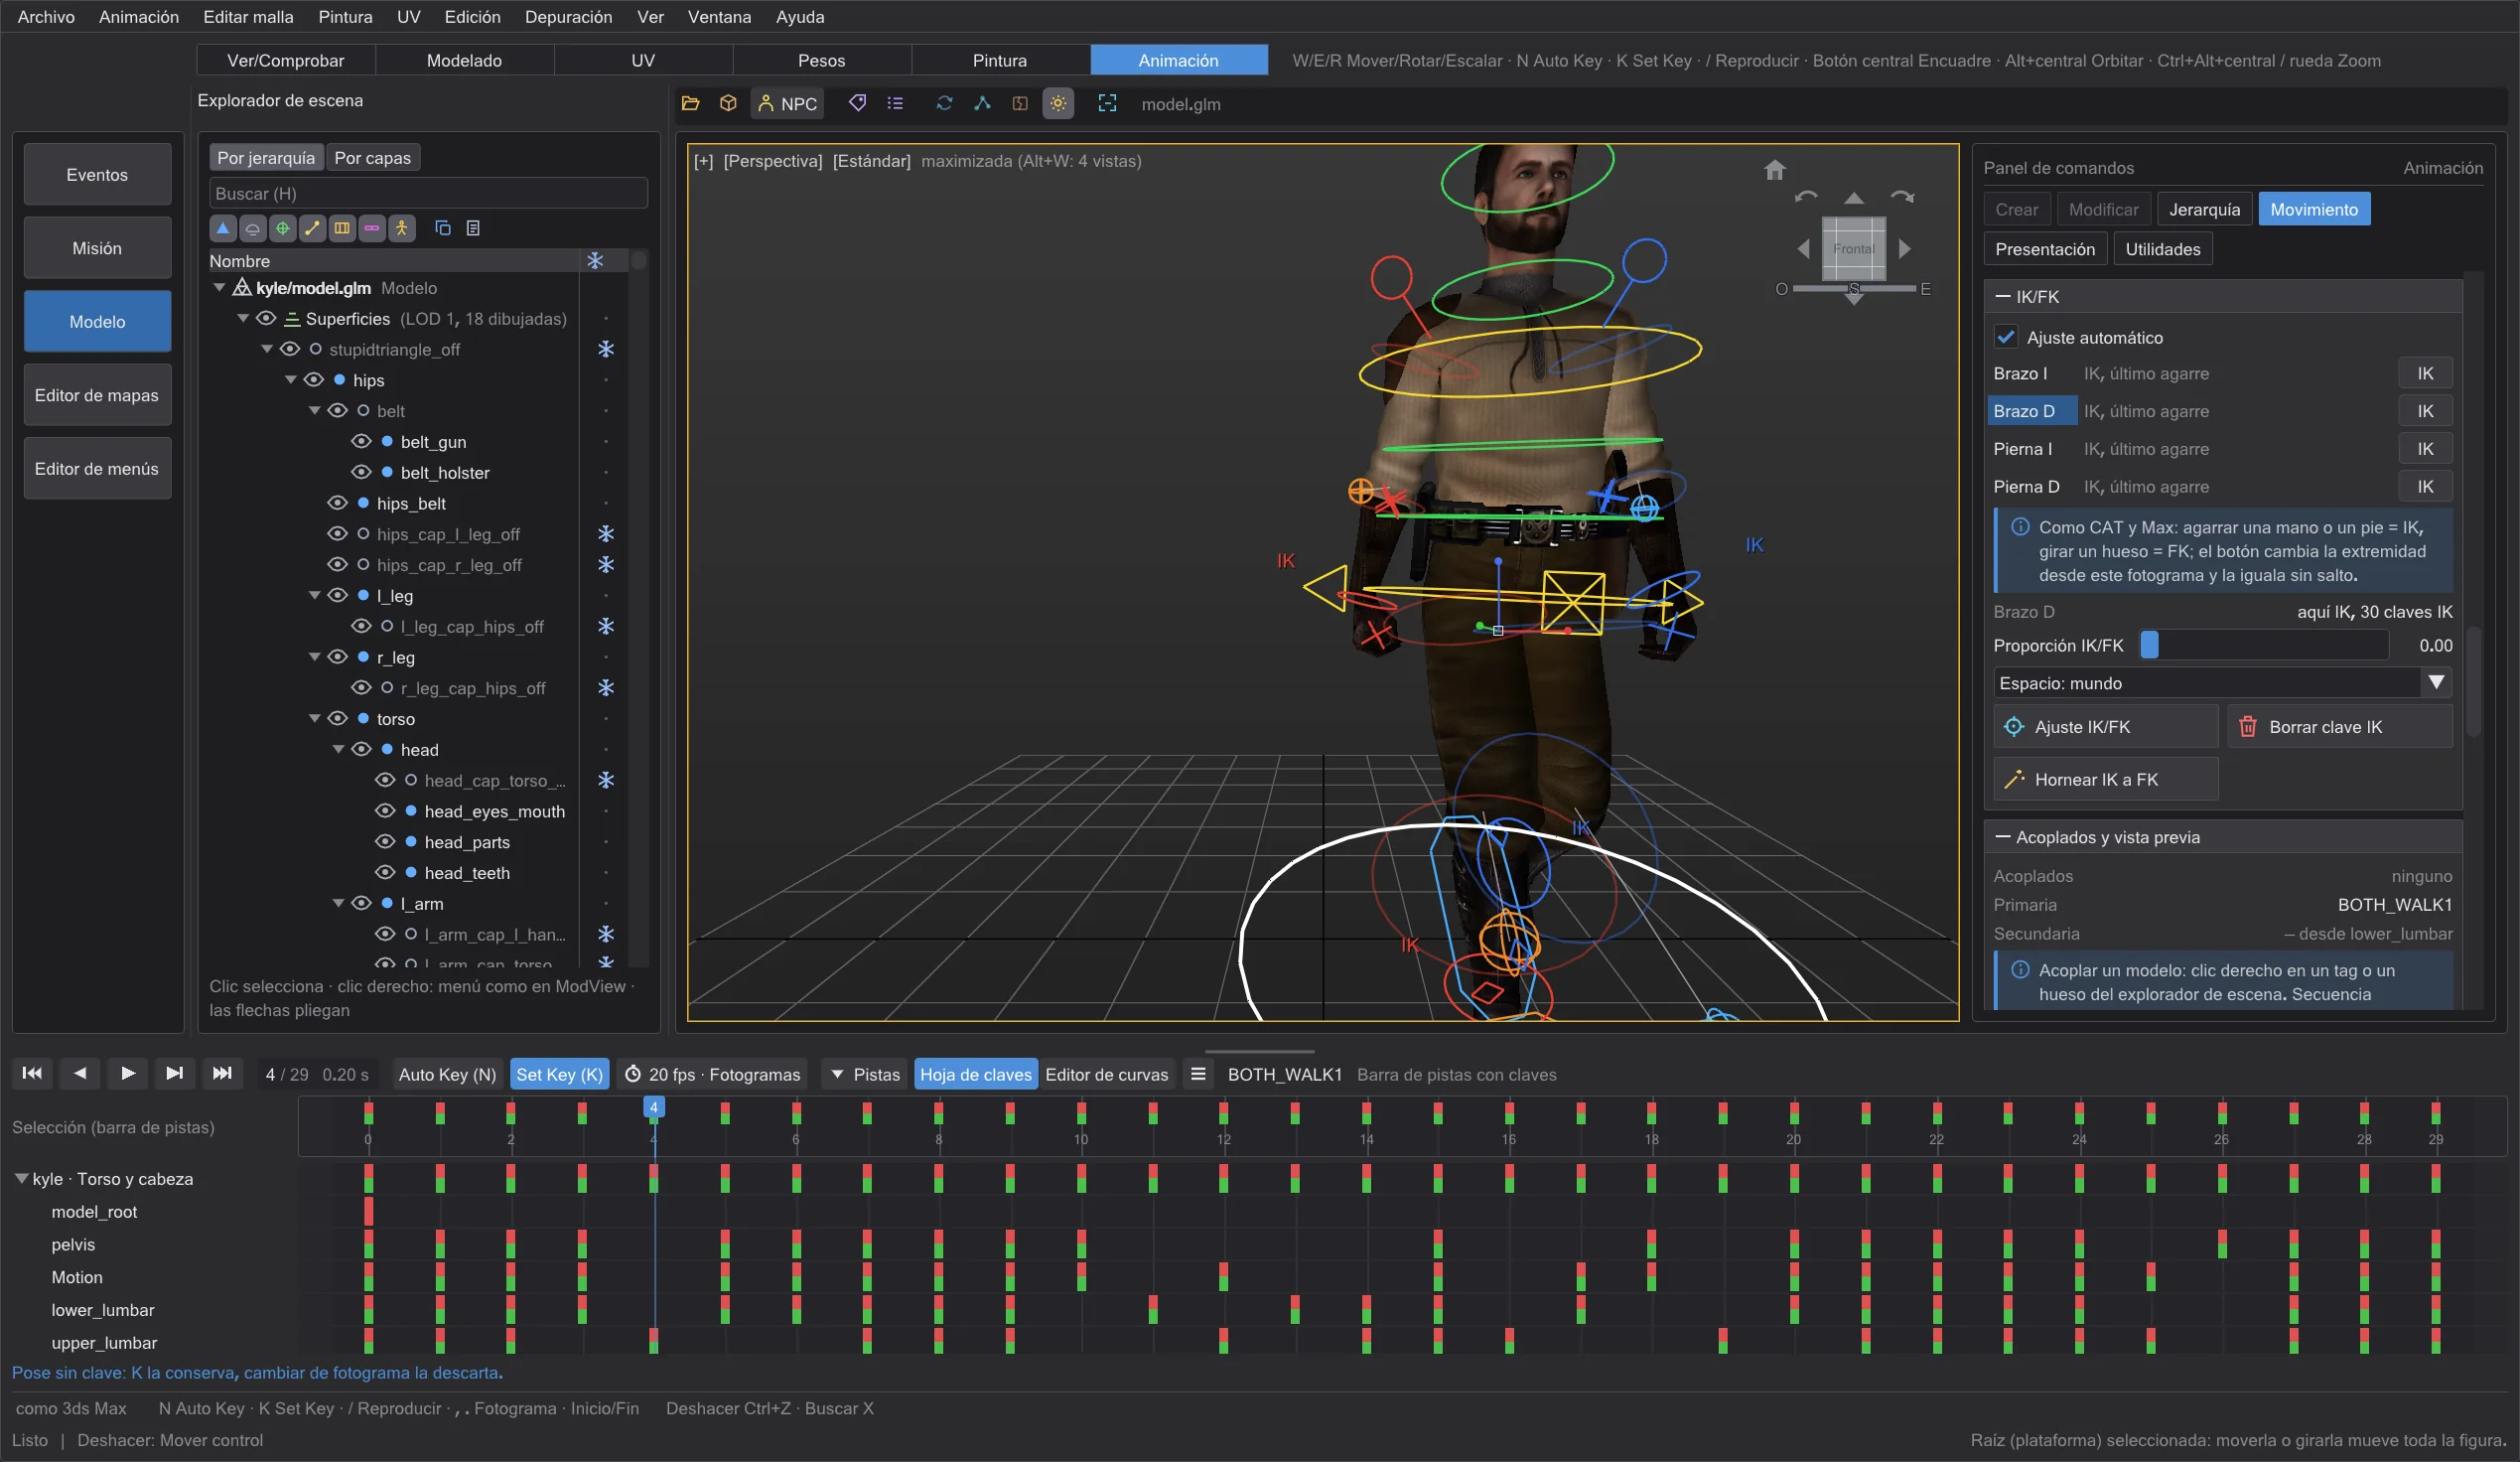 Archivo Animación Editar malla Pintura UV Edición Depuración Ver Ventana Ayuda
Ver/Comprobar Modelado UV Pesos Pintura Animación W/E/R Mover/Rotar/Escalar · N Auto Key · K Set Key · / Reproducir · Botón central Encuadre · Alt+central Orbitar · Ctrl+Alt+central / rueda Zoom
Explorador de escena
NPC model.glm
Eventos
Misión
Modelo
Editor de mapas
Editor de menús
Por jerarquía Por capas
Buscar (H)
Nombre
kyle/model.glm Modelo
Superficies (LOD 1, 18 dibujadas)
stupidtriangle_off
hips
belt
belt_gun
belt_holster
hips_belt
hips_cap_l_leg_off
hips_cap_r_leg_off
l_leg
l_leg_cap_hips_off
r_leg
r_leg_cap_hips_off
torso
head
head_cap_torso_...
head_eyes_mouth
head_parts
head_teeth
l_arm
l_arm_cap_l_han...
l_arm_cap_torso
Clic selecciona · clic derecho: menú como en ModView ·
las flechas pliegan
[+] [Perspectiva] [Estándar] maximizada (Alt+W: 4 vistas)
Frontal
O S E
IK
IK
IK
IK
Panel de comandos Animación
Crear Modificar Jerarquía Movimiento
Presentación Utilidades
IK/FK
Ajuste automático
Brazo I IK, último agarre IK
Brazo D IK, último agarre IK
Pierna I IK, último agarre IK
Pierna D IK, último agarre IK
Como CAT y Max: agarrar una mano o un pie = IK,
girar un hueso = FK; el botón cambia la extremidad
desde este fotograma y la iguala sin salto.
Brazo D aquí IK, 30 claves IK
Proporción IK/FK 0.00
Espacio: mundo
Ajuste IK/FK Borrar clave IK
Hornear IK a FK
Acoplados y vista previa
Acoplados ninguno
Primaria BOTH_WALK1
Secundaria – desde lower_lumbar
Acoplar un modelo: clic derecho en un tag o un
hueso del explorador de escena. Secuencia
4 / 29 0.20 s Auto Key (N) Set Key (K) 20 fps · Fotogramas Pistas Hoja de claves Editor de curvas BOTH_WALK1 Barra de pistas con claves
4
Selección (barra de pistas)
0 2 4 6 8 10 12 14 16 18 20 22 24 26 28 29
kyle · Torso y cabeza
model_root
pelvis
Motion
lower_lumbar
upper_lumbar
Pose sin clave: K la conserva, cambiar de fotograma la descarta.
como 3ds Max N Auto Key · K Set Key · / Reproducir · , . Fotograma · Inicio/Fin Deshacer Ctrl+Z · Buscar X
Listo | Deshacer: Mover control Raíz (plataforma) seleccionada: moverla o girarla mueve toda la figura.